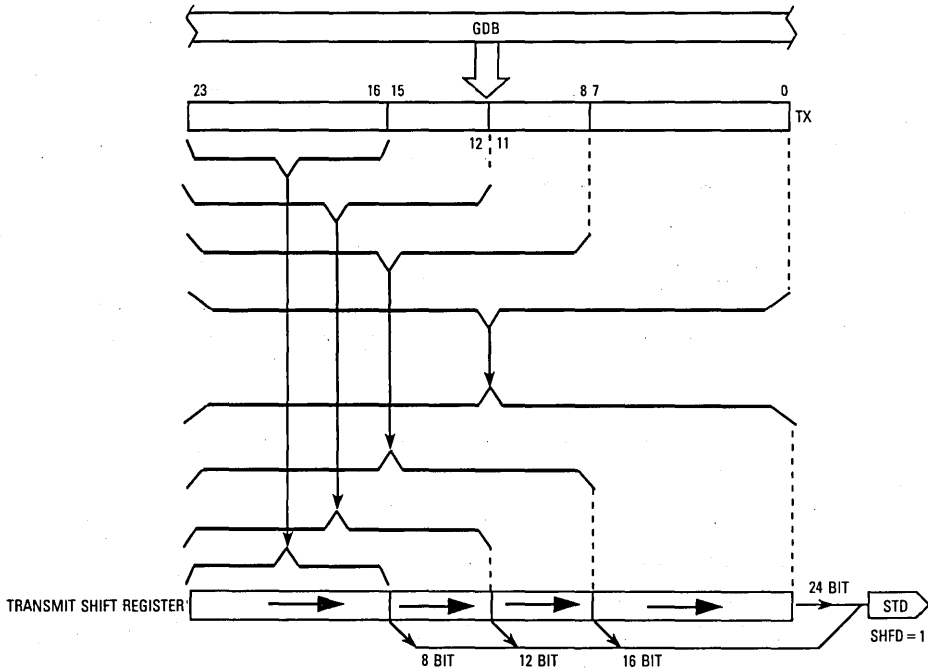 GDB
23 16 15 8 7 0
TX
12 11
24 BIT
TRANSMIT SHIFT REGISTER
STD
SHFD = 1
8 BIT 12 BIT 16 BIT